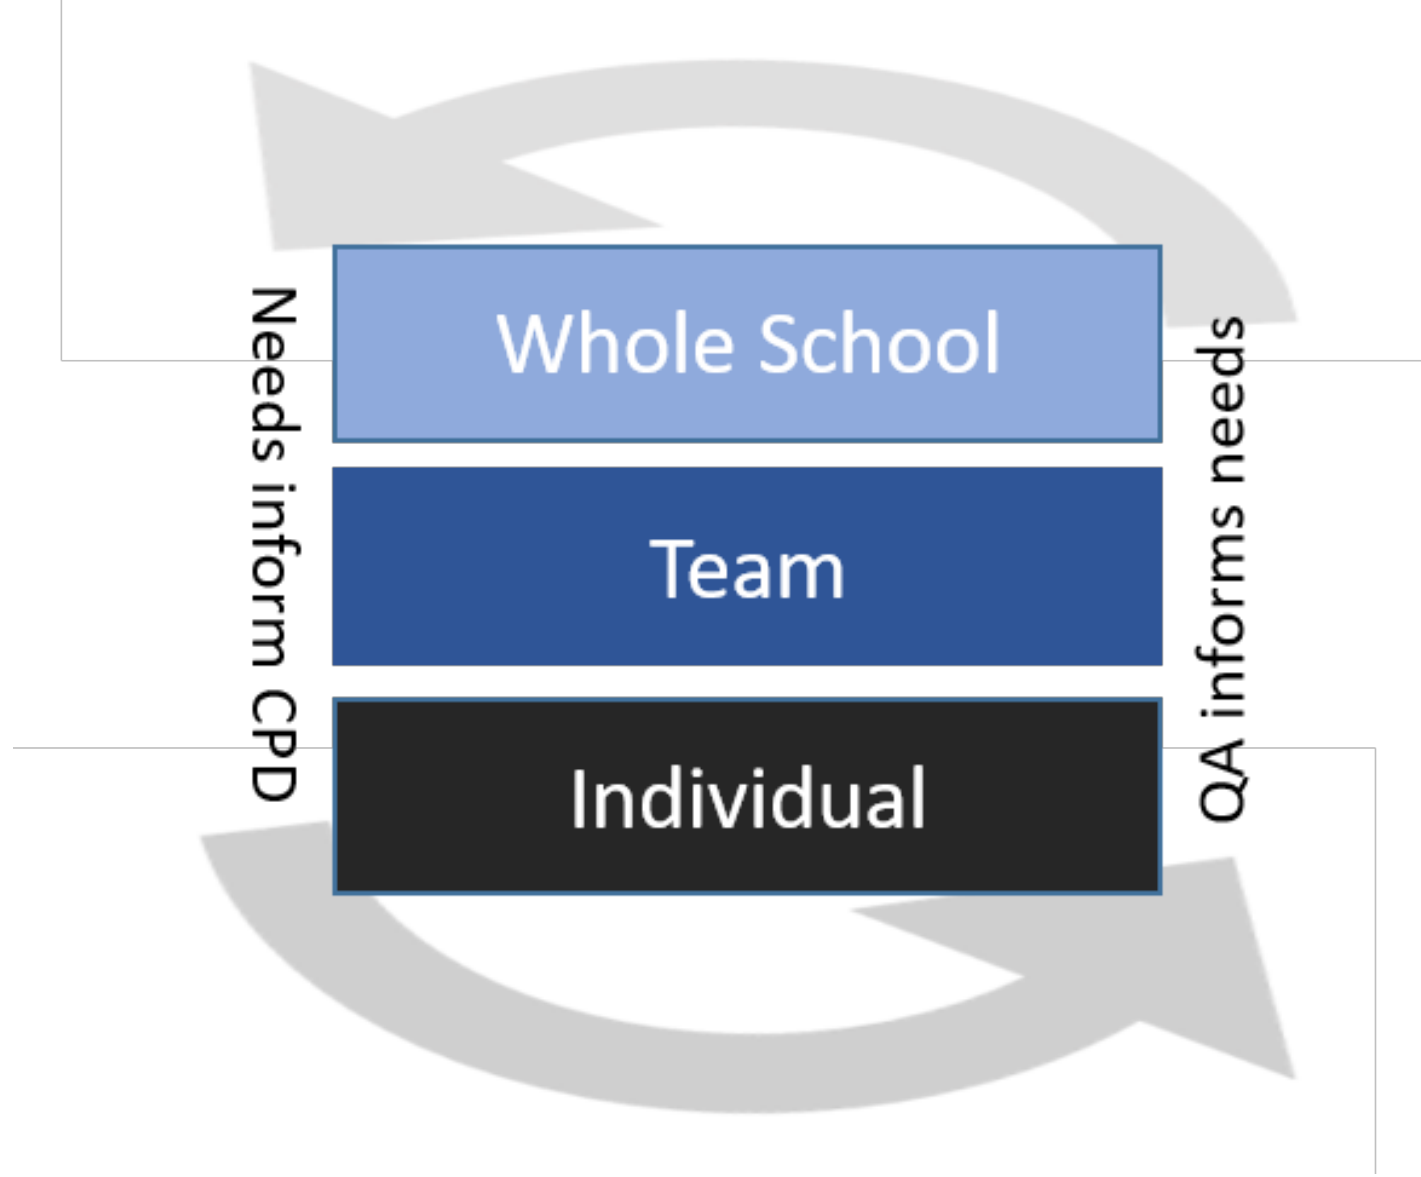 Whole School
Team
Individual
Needs inform CPD
QA informs needs